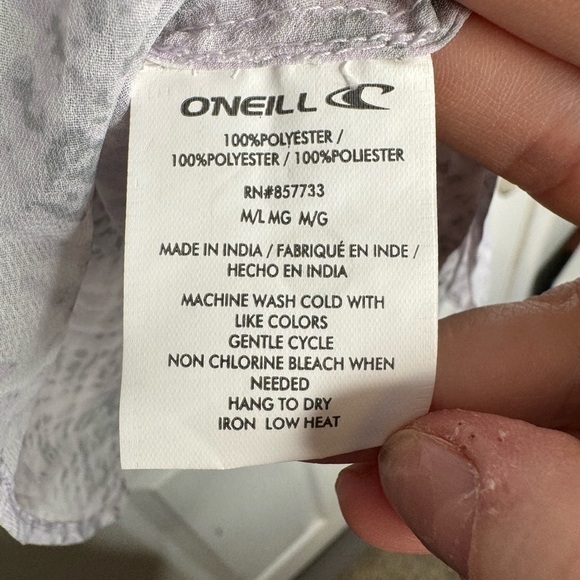 ONEILL
100%POLYESTER /
100%POLYESTER / 100%POLIESTER
RN#857733
M/L MG M/G
MADE IN INDIA / FABRIQUÉ EN INDE /
HECHO EN INDIA
MACHINE WASH COLD WITH
LIKE COLORS
GENTLE CYCLE
NON CHLORINE BLEACH WHEN
NEEDED
HANG TO DRY
IRON LOW HEAT